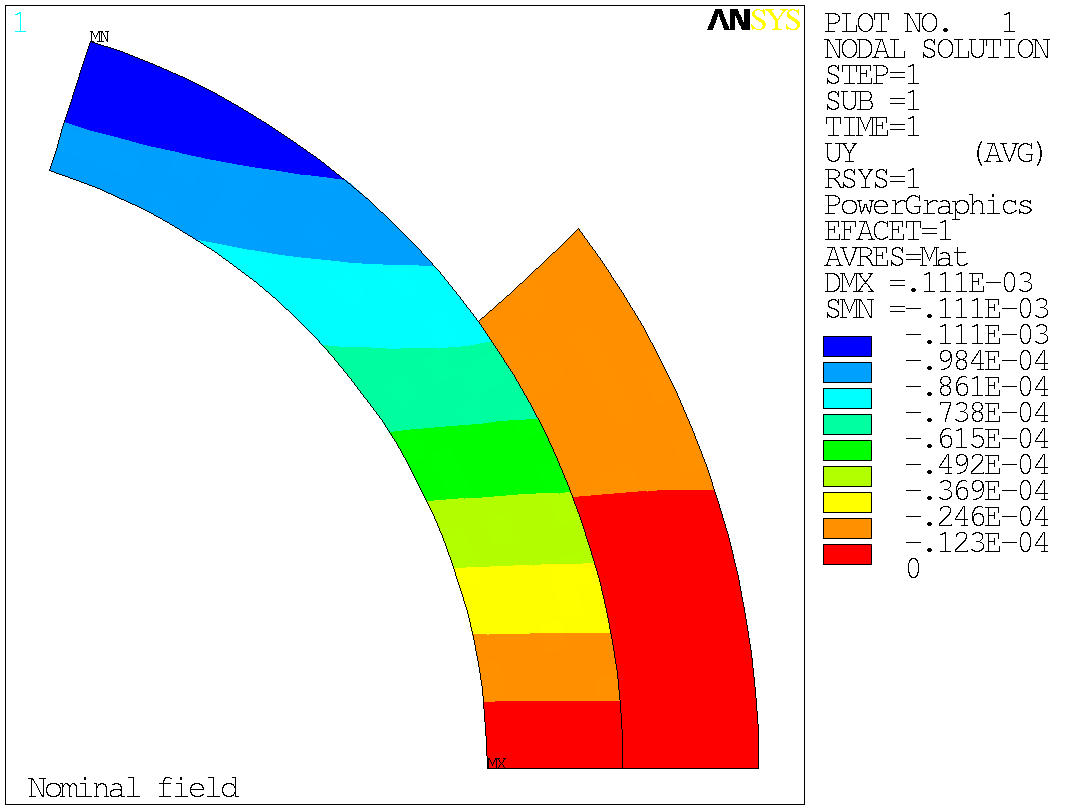 1
ANSYS
MN
MX
Nominal field
PLOT NO. 1
NODAL SOLUTION
STEP=1
SUB =1
TIME=1
UY (AVG)
RSYS=1
PowerGraphics
EFACET=1
AVRES=Mat
DMX =.111E-03
SMN =-.111E-03
-.111E-03
-.984E-04
-.861E-04
-.738E-04
-.615E-04
-.492E-04
-.369E-04
-.246E-04
-.123E-04
0